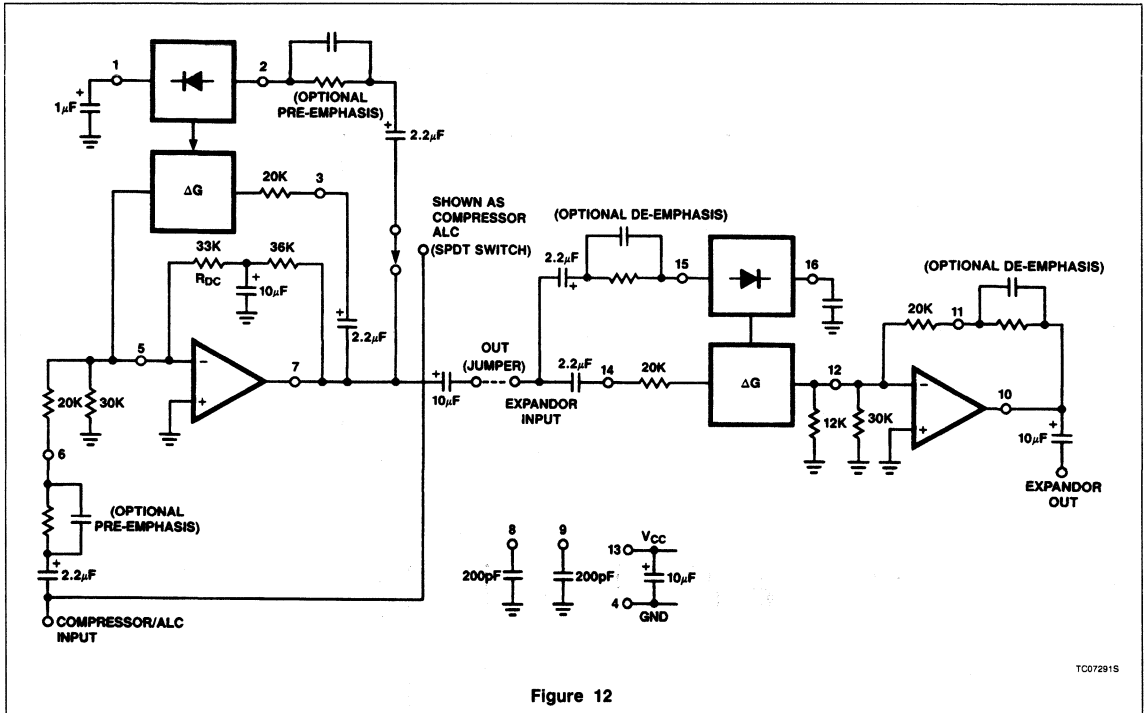 1
2
(OPTIONAL
PRE-EMPHASIS)
+
1μF
+
2.2μF
ΔG
20K
3
SHOWN AS
COMPRESSOR
ALC
(SPDT SWITCH)
33K
36K
RDC
+
10μF
+
2.2μF
5
−
+
7
20K
30K
6
(OPTIONAL
PRE-EMPHASIS)
+
2.2μF
COMPRESSOR/ALC
INPUT
+
10μF
OUT
(JUMPER)
EXPANDOR
INPUT
(OPTIONAL DE-EMPHASIS)
2.2μF
+
15
16
2.2μF
14
20K
ΔG
12
12K
30K
(OPTIONAL DE-EMPHASIS)
20K
11
−
+
10
+
10μF
EXPANDOR
OUT
8
200pF
9
200pF
13
VCC
+
10μF
4
GND
TC07291S
Figure 12